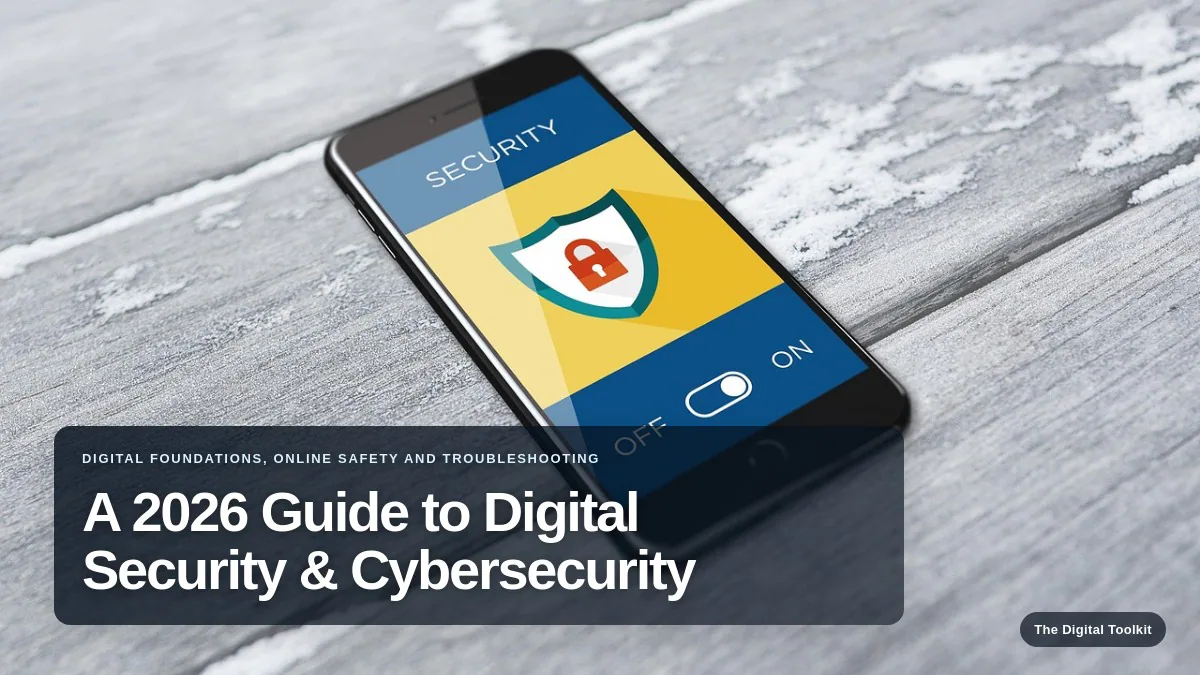 SECURITY
OFF
ON
DIGITAL FOUNDATIONS, ONLINE SAFETY AND TROUBLESHOOTING
A 2026 Guide to Digital
Security & Cybersecurity
The Digital Toolkit